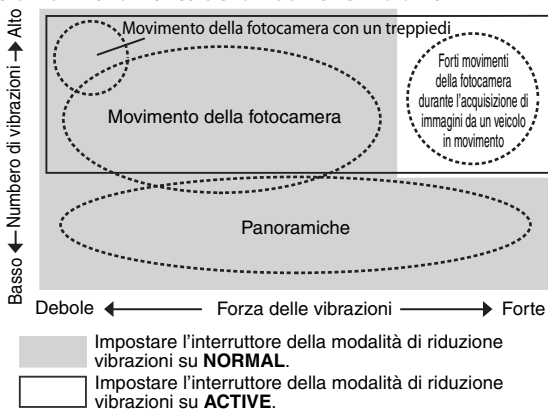 Basso ← Numero di vibrazioni → Alto
Movimento della fotocamera con un treppiedi
Movimento della fotocamera
Forti movimenti
della fotocamera
durante l'acquisizione di
immagini da un veicolo
in movimento
Panoramiche
Debole ← Forza delle vibrazioni → Forte
Impostare l'interruttore della modalità di riduzione
vibrazioni su NORMAL.
Impostare l'interruttore della modalità di riduzione
vibrazioni su ACTIVE.